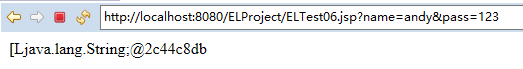 http://localhost:8080/ELProject/ELTest06.jsp?name=andy&pass=123
[Ljava.lang.String;@2c44c8db